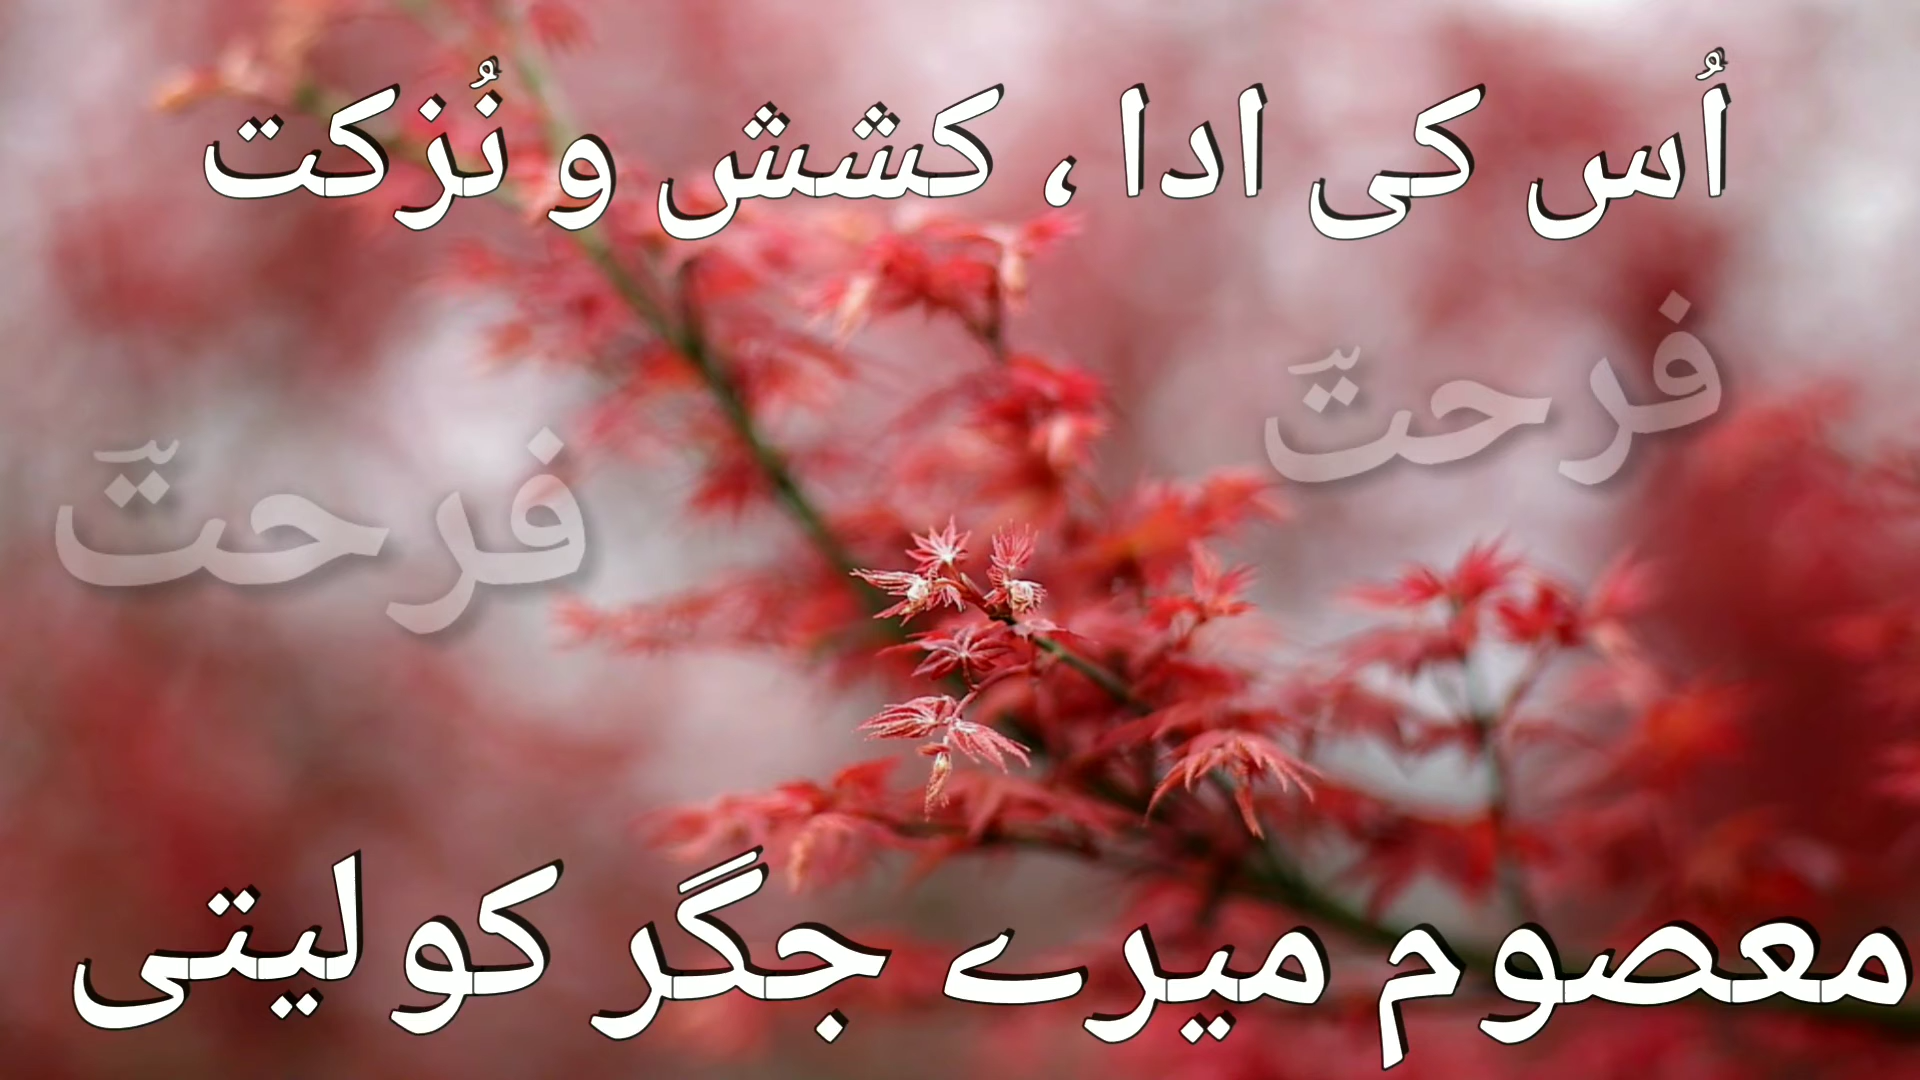 اُس کی ادا ، کشش و نُزکت
فرحتؔ
فرحتؔ
معصوم میرے جگر کو لیتی